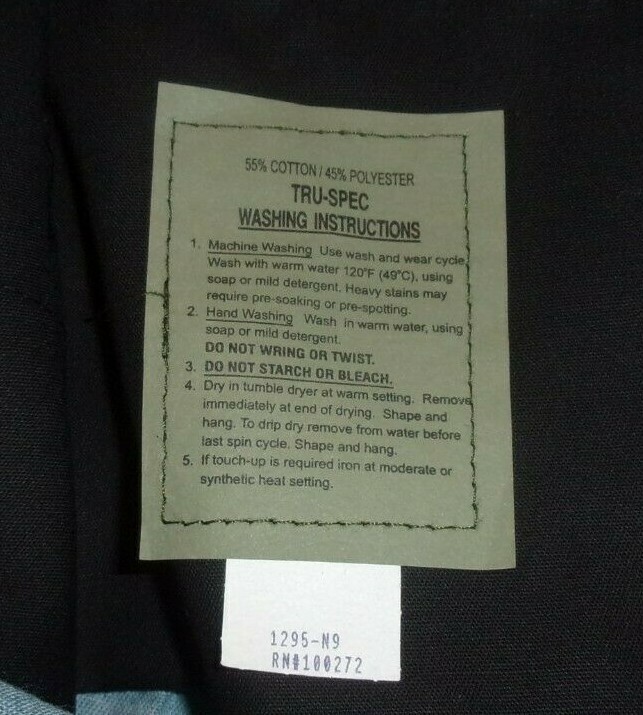 55% COTTON / 45% POLYESTER
TRU-SPEC
WASHING INSTRUCTIONS
1. Machine Washing Use wash and wear cycle,
Wash with warm water 120°F (49°C), using
soap or mild detergent. Heavy stains may
require pre-soaking or pre-spotting.
2. Hand Washing Wash in warm water, using
soap or mild detergent.
DO NOT WRING OR TWIST.
3. DO NOT STARCH OR BLEACH.
4. Dry in tumble dryer at warm setting. Remove
immediately at end of drying. Shape and
hang. To drip dry remove from water before
last spin cycle. Shape and hang.
5. If touch-up is required iron at moderate or
synthetic heat setting.
1295-N9
RN#100272